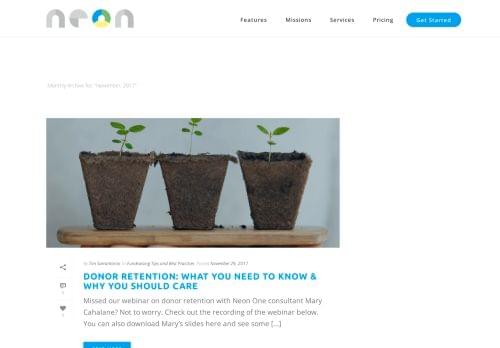 neon
Features Missions Services Pricing Get Started
Monthly Archive for: "November, 2017"
By Tim Sarrantonio In Fundraising Tips and Best Practices Posted November 29, 2017
DONOR RETENTION: WHAT YOU NEED TO KNOW &
WHY YOU SHOULD CARE
Missed our webinar on donor retention with Neon One consultant Mary
Cahalane? Not to worry. Check out the recording of the webinar below.
You can also download Mary's slides here and see some [...]